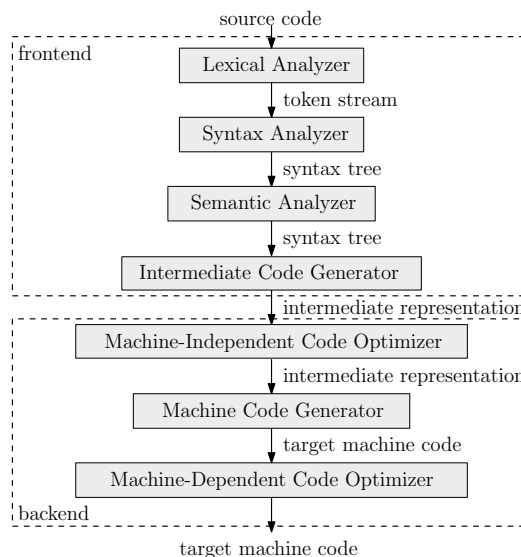 source code
frontend
Lexical Analyzer
token stream
Syntax Analyzer
syntax tree
Semantic Analyzer
syntax tree
Intermediate Code Generator
intermediate representation
Machine-Independent Code Optimizer
intermediate representation
Machine Code Generator
target machine code
Machine-Dependent Code Optimizer
backend
target machine code